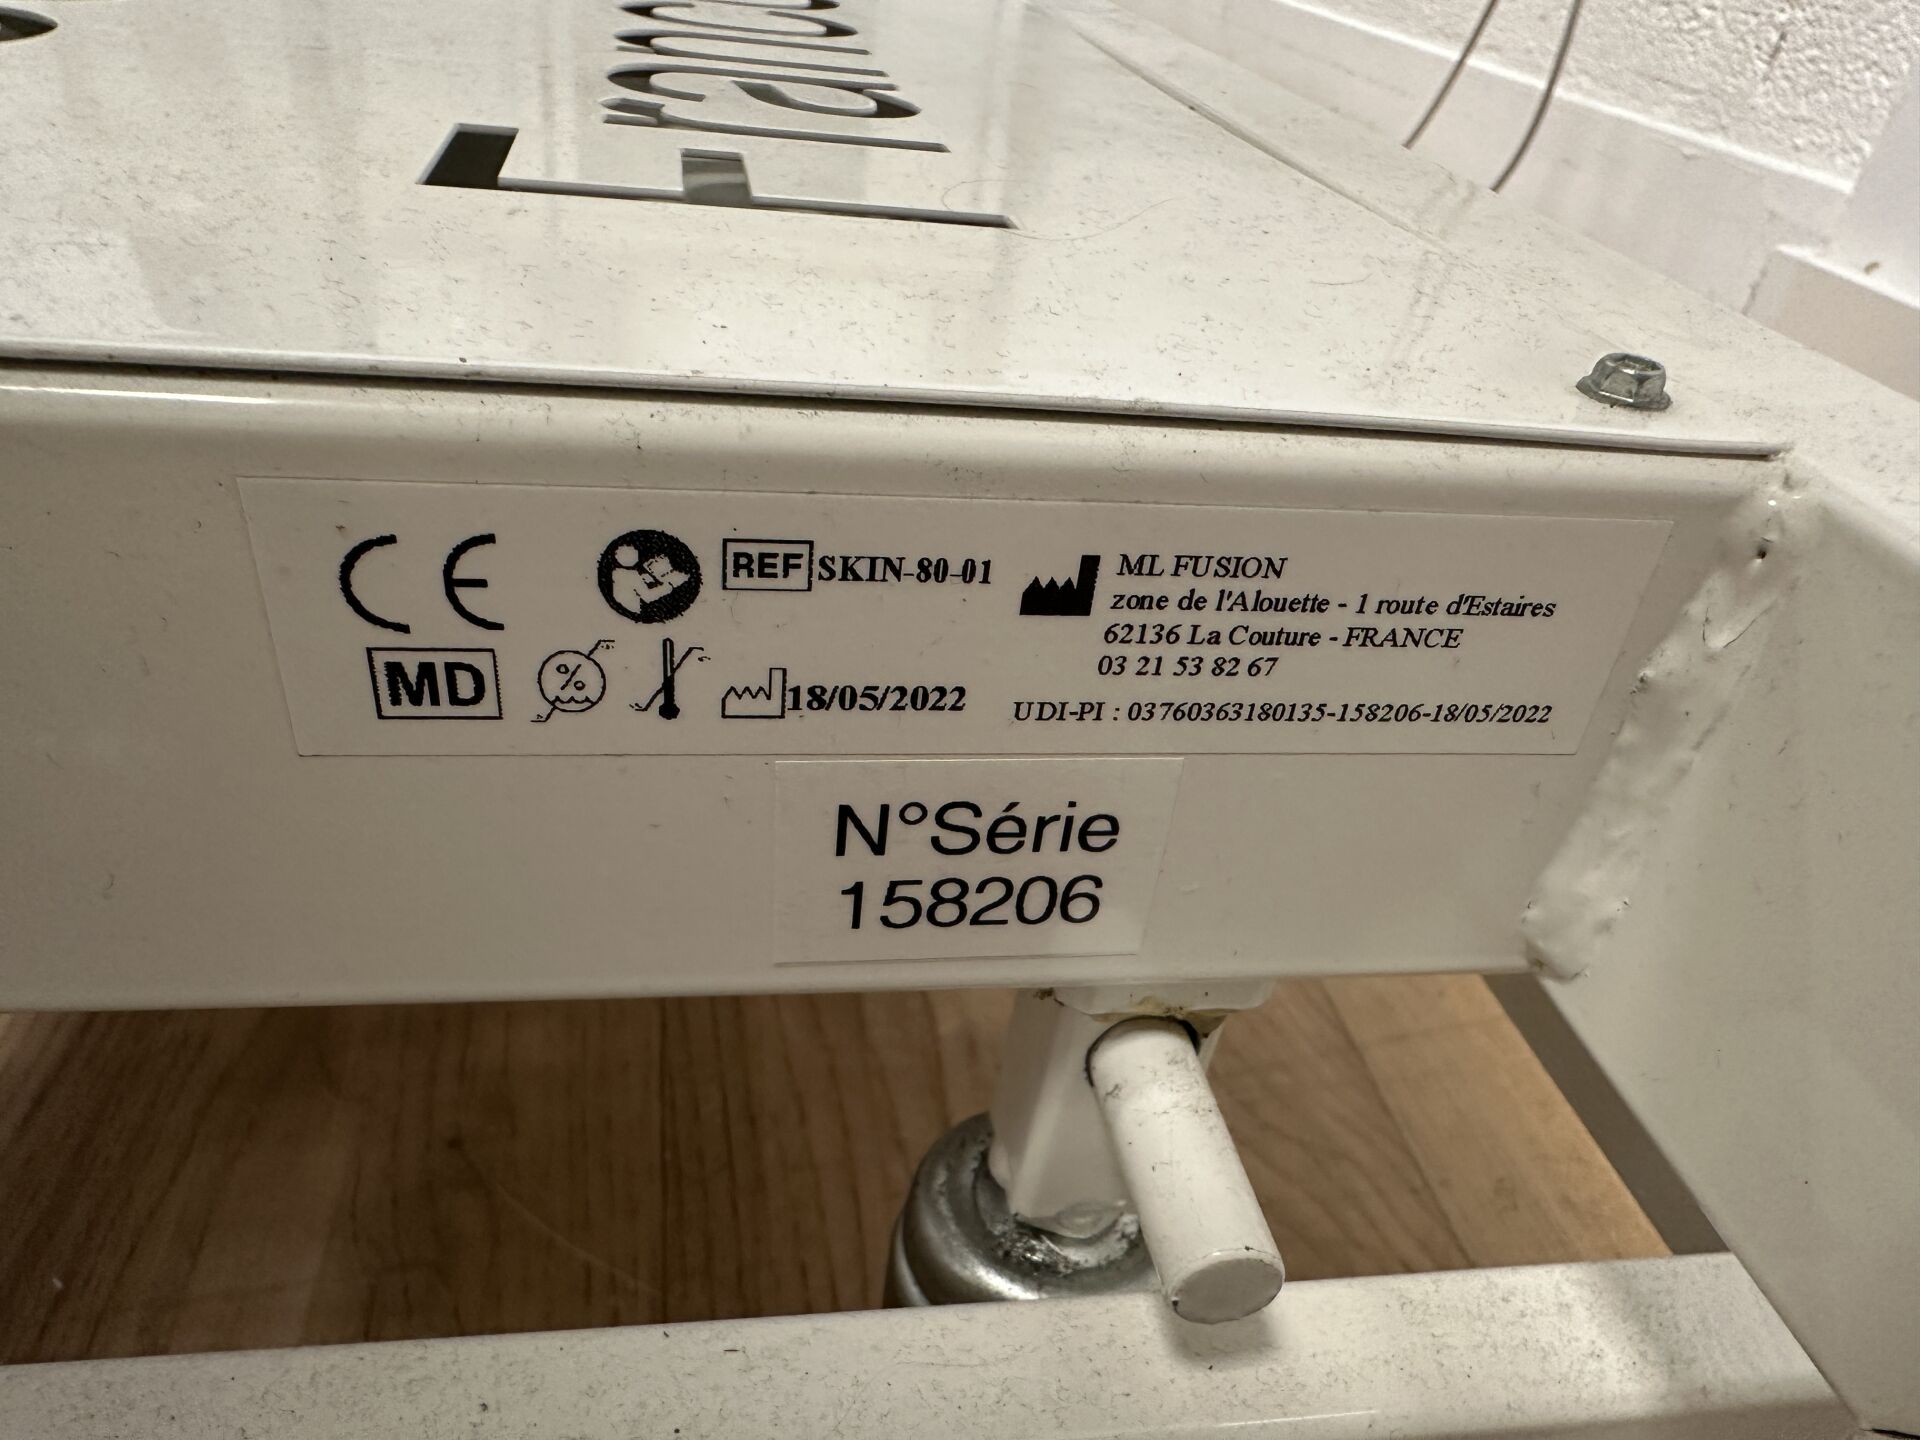 Franc
CE
REF SKIN-80-01
ML FUSION
zone de l'Alouette - 1 route d'Estaires
62136 La Couture - FRANCE
03 21 53 82 67
MD
%
18/05/2022
UDI-PI : 03760363180135-158206-18/05/2022
N°Série
158206